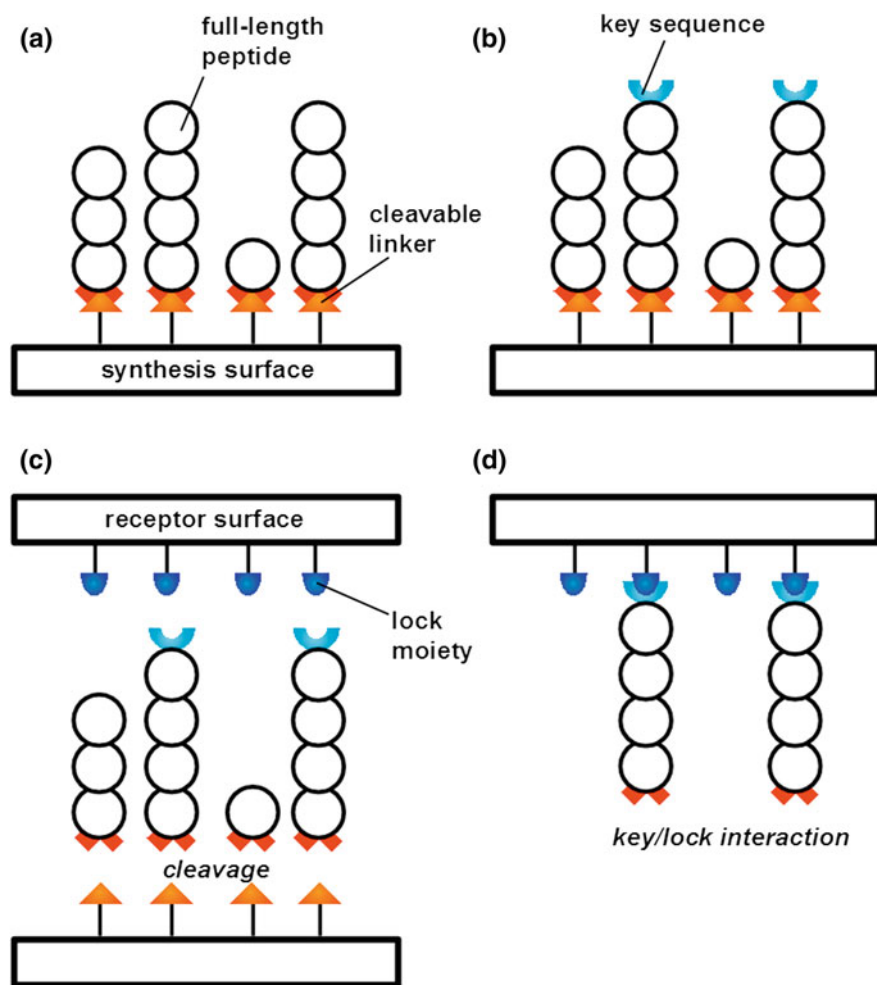 (a)
full-length
peptide
cleavable
linker
synthesis surface
(b)
key sequence
(c)
receptor surface
lock
moiety
cleavage
(d)
key/lock interaction